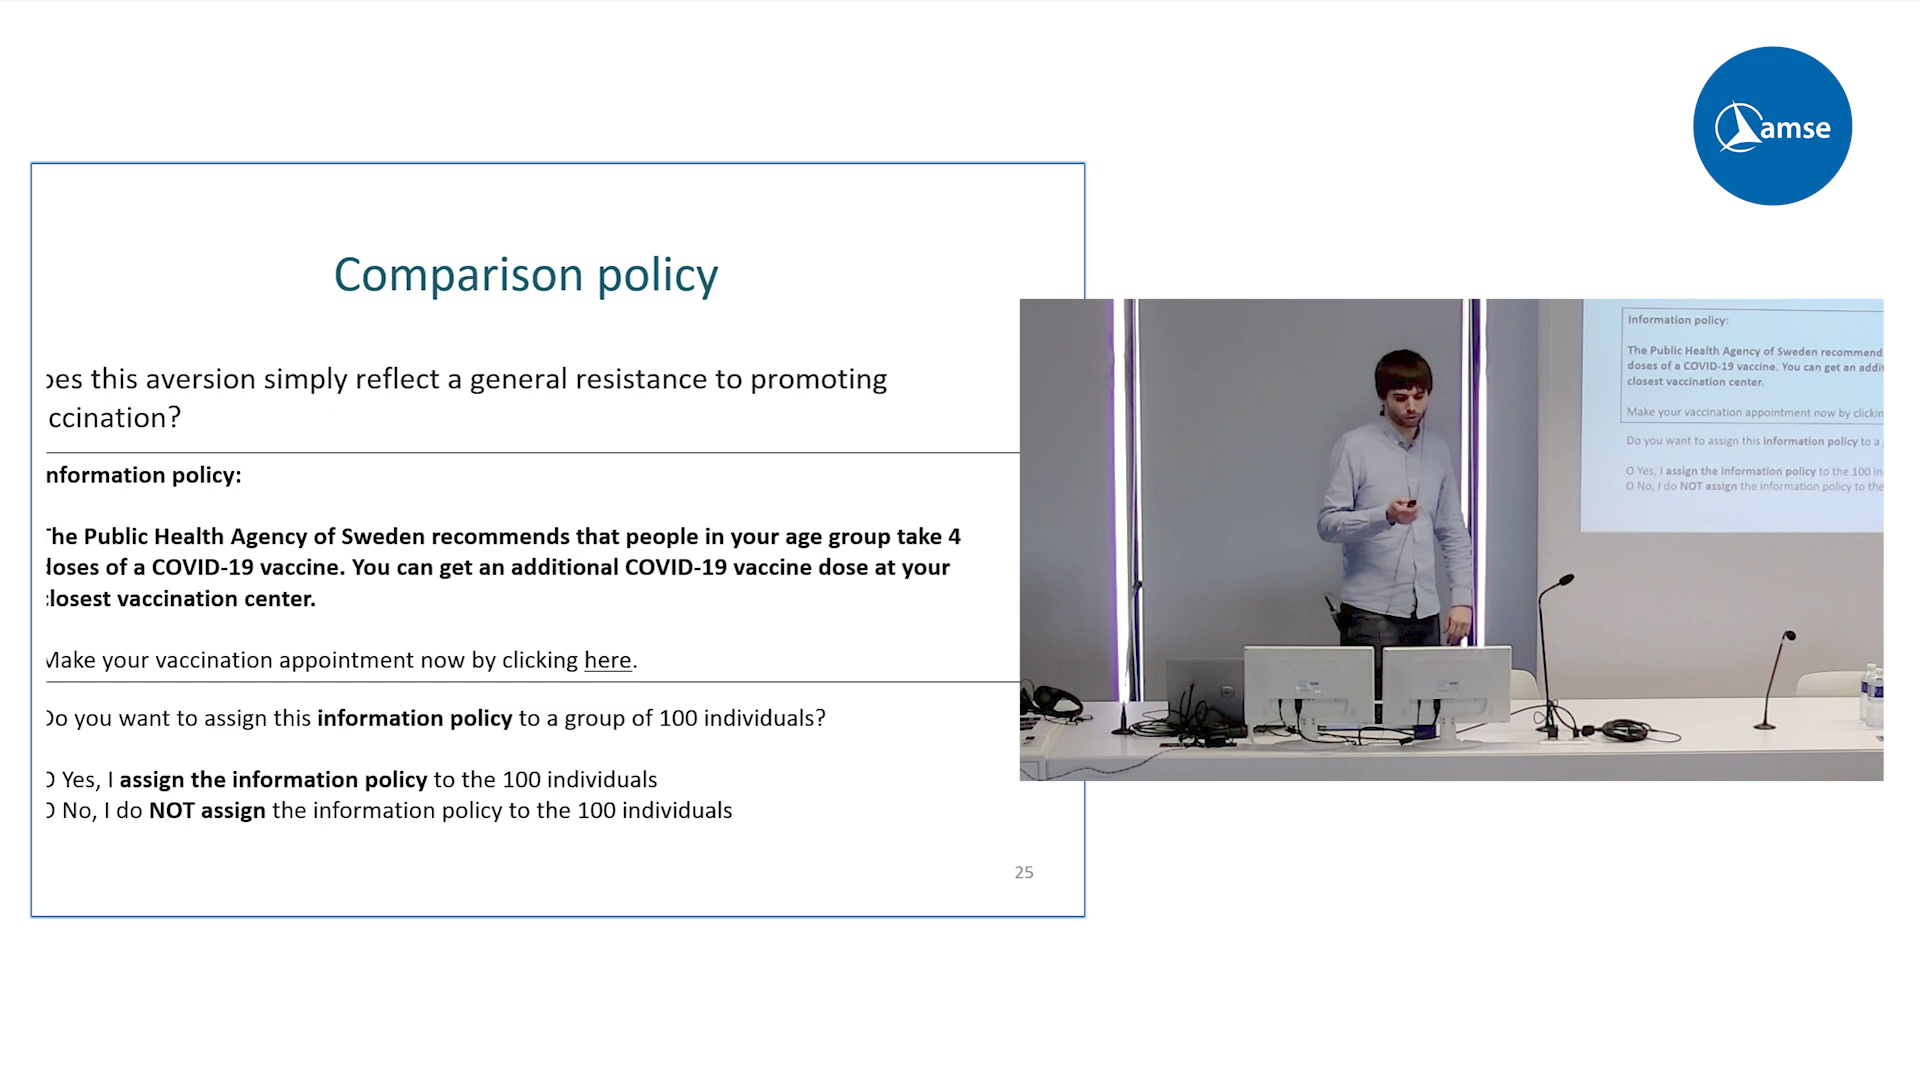 amse
Comparison policy
oes this aversion simply reflect a general resistance to promoting
ccination?
nformation policy:
The Public Health Agency of Sweden recommends that people in your age group take 4
doses of a COVID-19 vaccine. You can get an additional COVID-19 vaccine dose at your
closest vaccination center.
Make your vaccination appointment now by clicking here.
Do you want to assign this information policy to a group of 100 individuals?
O Yes, I assign the information policy to the 100 individuals
O No, I do NOT assign the information policy to the 100 individuals
25
Information policy:
The Public Health Agency of Sweden recommend
doses of a COVID-19 vaccine. You can get an addit
closest vaccination center.
Make your vaccination appointment now by clickin
Do you want to assign this information policy to a
O Yes, I assign the information policy to the 100 in
O No, I do NOT assign the information policy to the